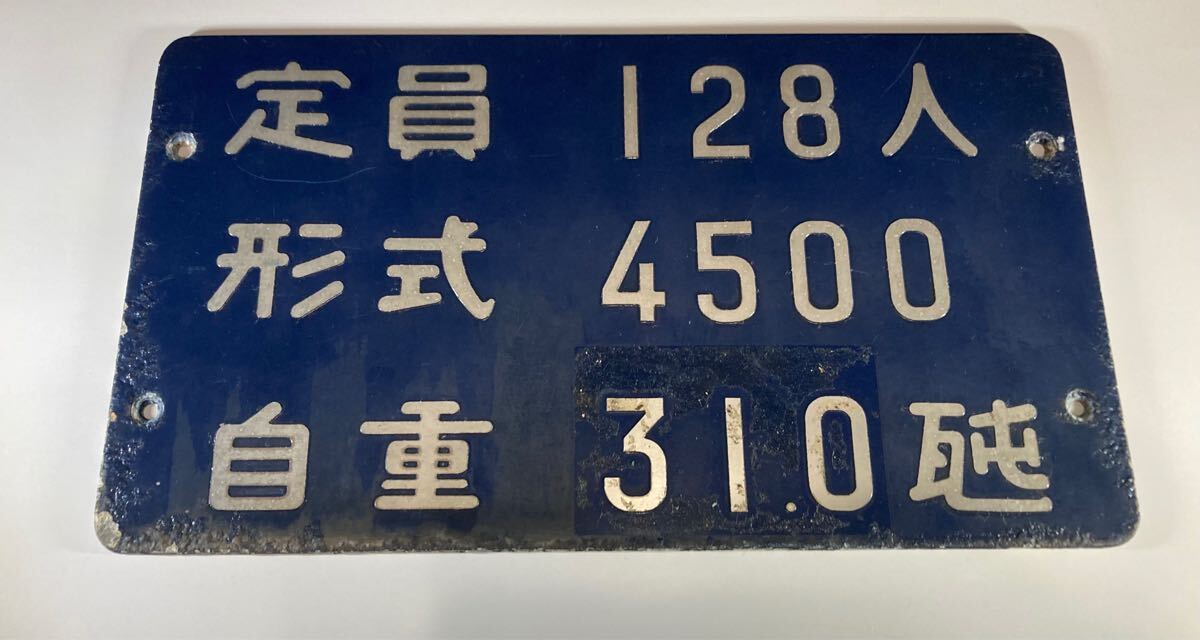 定員 128人
形式 4500
自重 31.0瓲